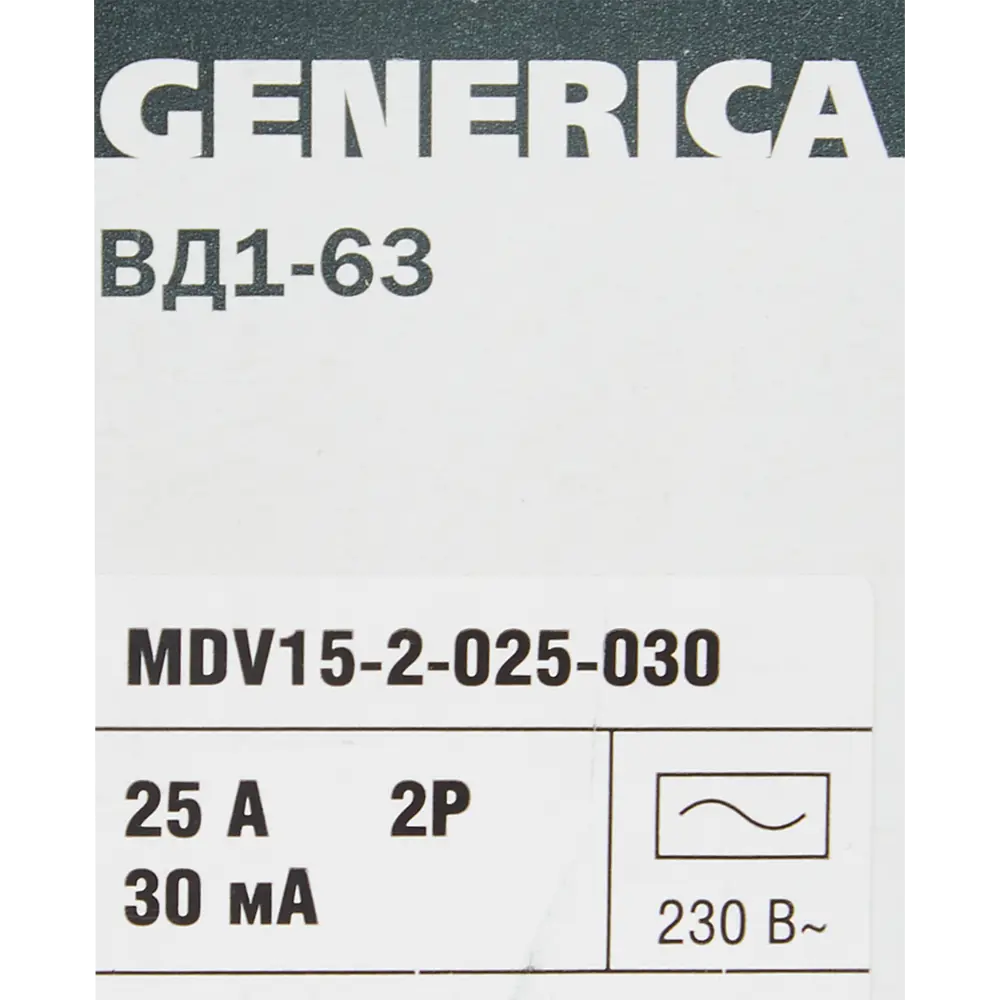 GENERICA
ВД1-63
MDV15-2-025-030
25 А 2P
30 мА
230 В~